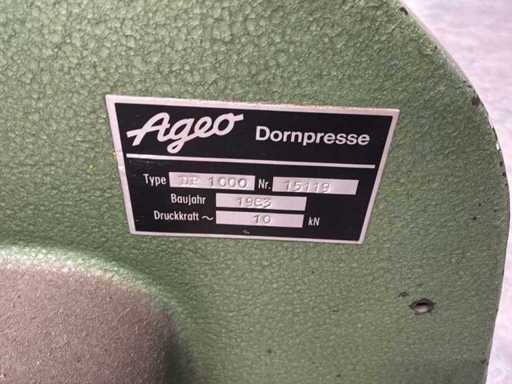 Ageo Dornpresse
Type DP 1000 Nr. 15119
Baujahr 1983
Druckkraft ~ 10 kN